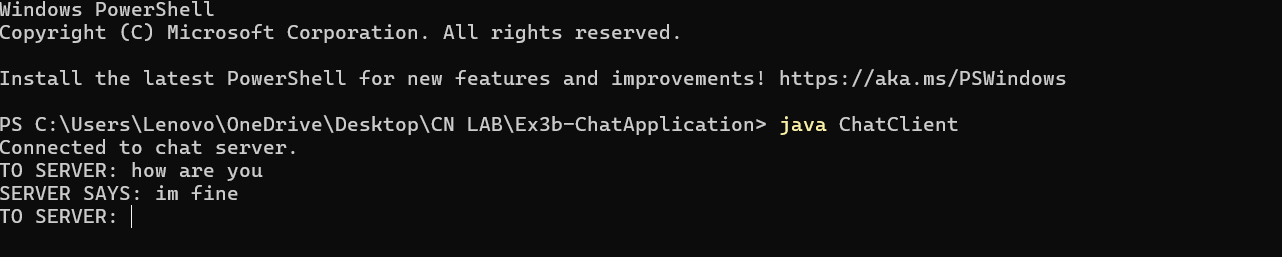 Windows PowerShell
Copyright (C) Microsoft Corporation. All rights reserved.
Install the latest PowerShell for new features and improvements! https://aka.ms/PSWindows
PS C:\Users\Lenovo\OneDrive\Desktop\CN LAB\Ex3b-ChatApplication> java ChatClient
Connected to chat server.
TO SERVER: how are you
SERVER SAYS: im fine
TO SERVER: